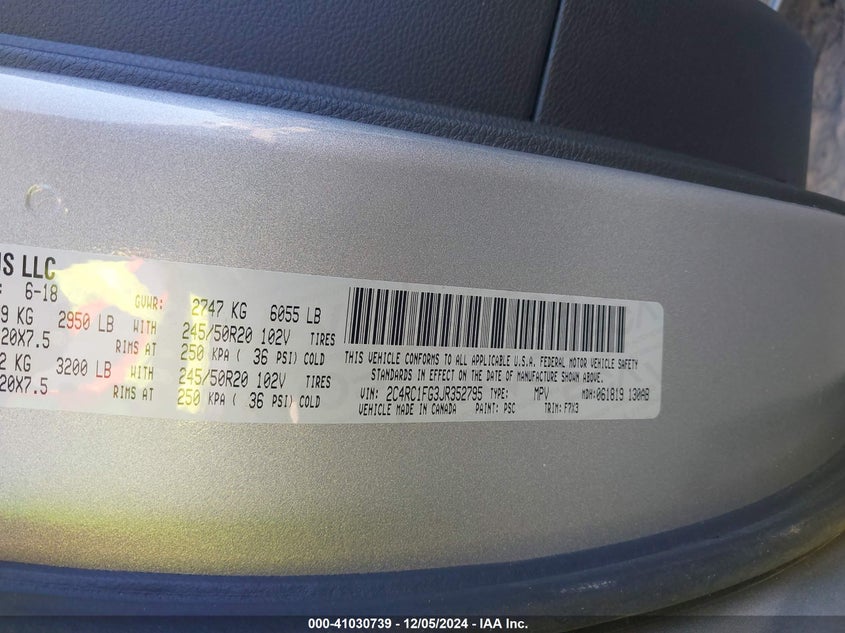 US LLC
6-18 GVWR: 2747 KG 6055 LB
9 KG 2950 LB WITH 245/50R20 102V TIRES
20X7.5 RIMS AT 250 KPA ( 36 PSI) COLD
2 KG 3200 LB WITH 245/50R20 102V TIRES
20X7.5 RIMS AT 250 KPA ( 36 PSI) COLD
THIS VEHICLE CONFORMS TO ALL APPLICABLE U.S.A. FEDERAL MOTOR VEHICLE SAFETY
STANDARDS IN EFFECT ON THE DATE OF MANUFACTURE SHOWN ABOVE.
VIN: 2C4RC1FG3JR352795 TYPE: MPV MDH:061819 130AB
VEHICLE MADE IN CANADA PAINT: PSC TRIM: F7X3
000-41030739 - 12/05/2024 - IAA Inc.